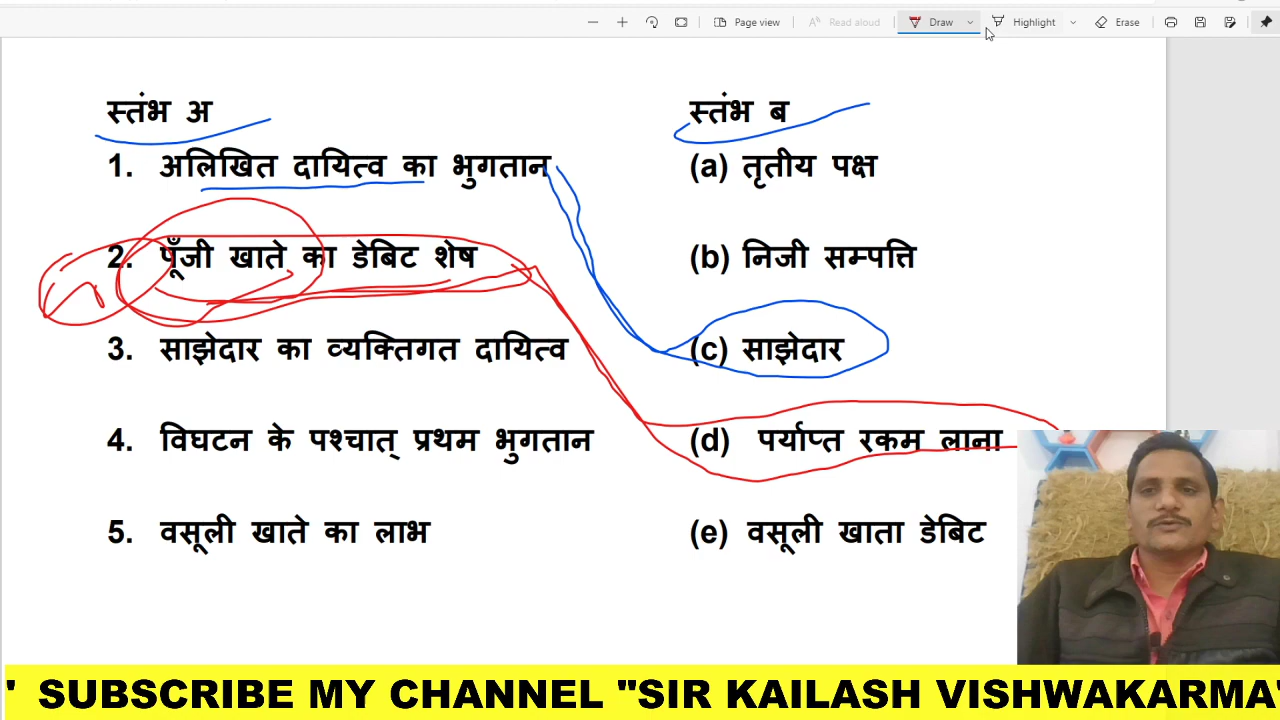 Page view Read aloud Draw Highlight Erase
स्तंभ अ स्तंभ ब
1. अलिखित दायित्व का भुगतान (a) तृतीय पक्ष
2. पूँजी खाते का डेबिट शेष (b) निजी सम्पत्ति
3. साझेदार का व्यक्तिगत दायित्व (c) साझेदार
4. विघटन के पश्चात् प्रथम भुगतान (d) पर्याप्त रकम लाना
5. वसूली खाते का लाभ (e) वसूली खाता डेबिट
" SUBSCRIBE MY CHANNEL "SIR KAILASH VISHWAKARMA"